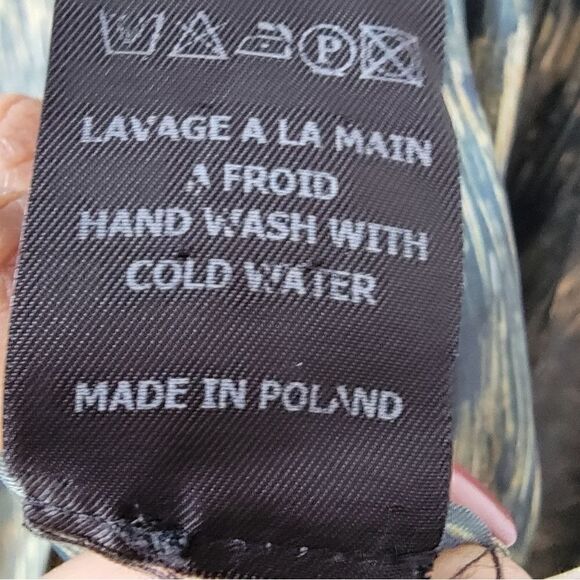 P
LAVAGE A LA MAIN
A FROID
HAND WASH WITH
COLD WATER
MADE IN POLAND